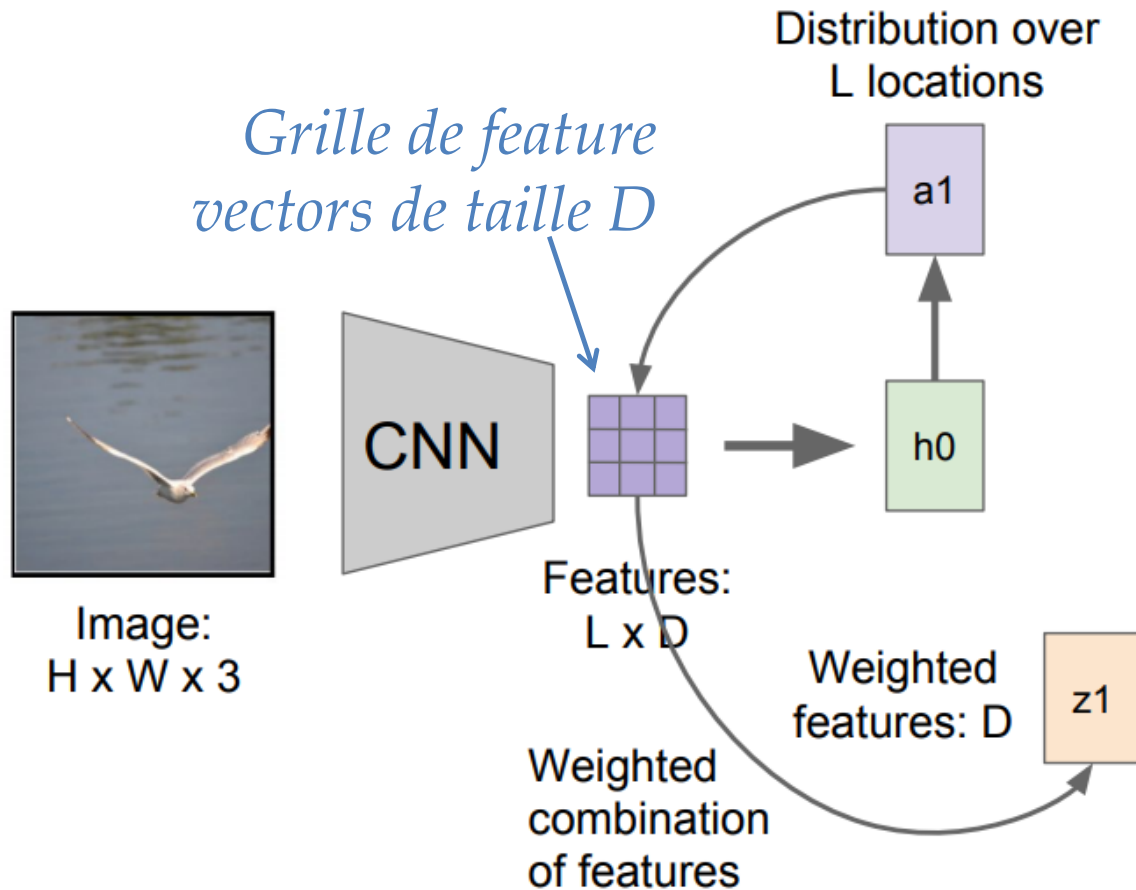 Distribution over
L locations
Grille de feature
vectors de taille D
a1
CNN
h0
Features:
L x D
Image:
H x W x 3
Weighted
features: D
z1
Weighted
combination
of features